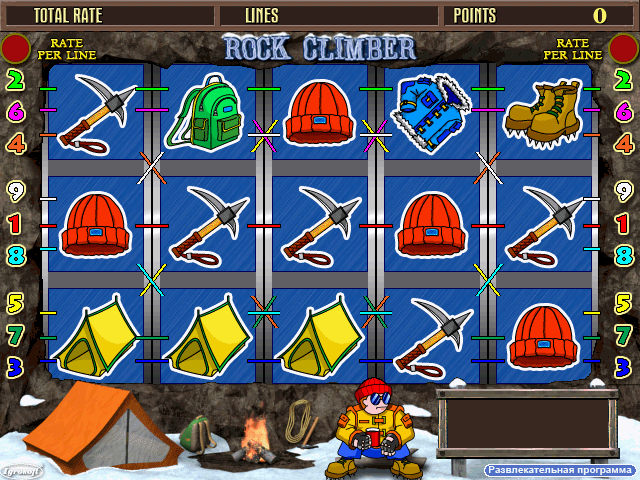 TOTAL RATE
LINES
POINTS 0
RATE
PER LINE
ROCK CLIMBER
RATE
PER LINE
2 2
6 6
4 4
9 9
1 1
8 8
5 5
7 7
3 3
Igrosoft
Развлекательная программа